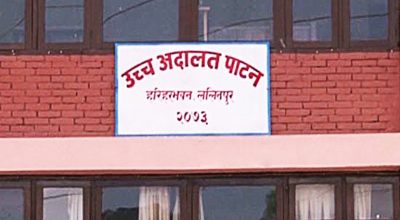 उच्च अदालत पाटन
हरिहरभवन, ललितपुर
२०७३